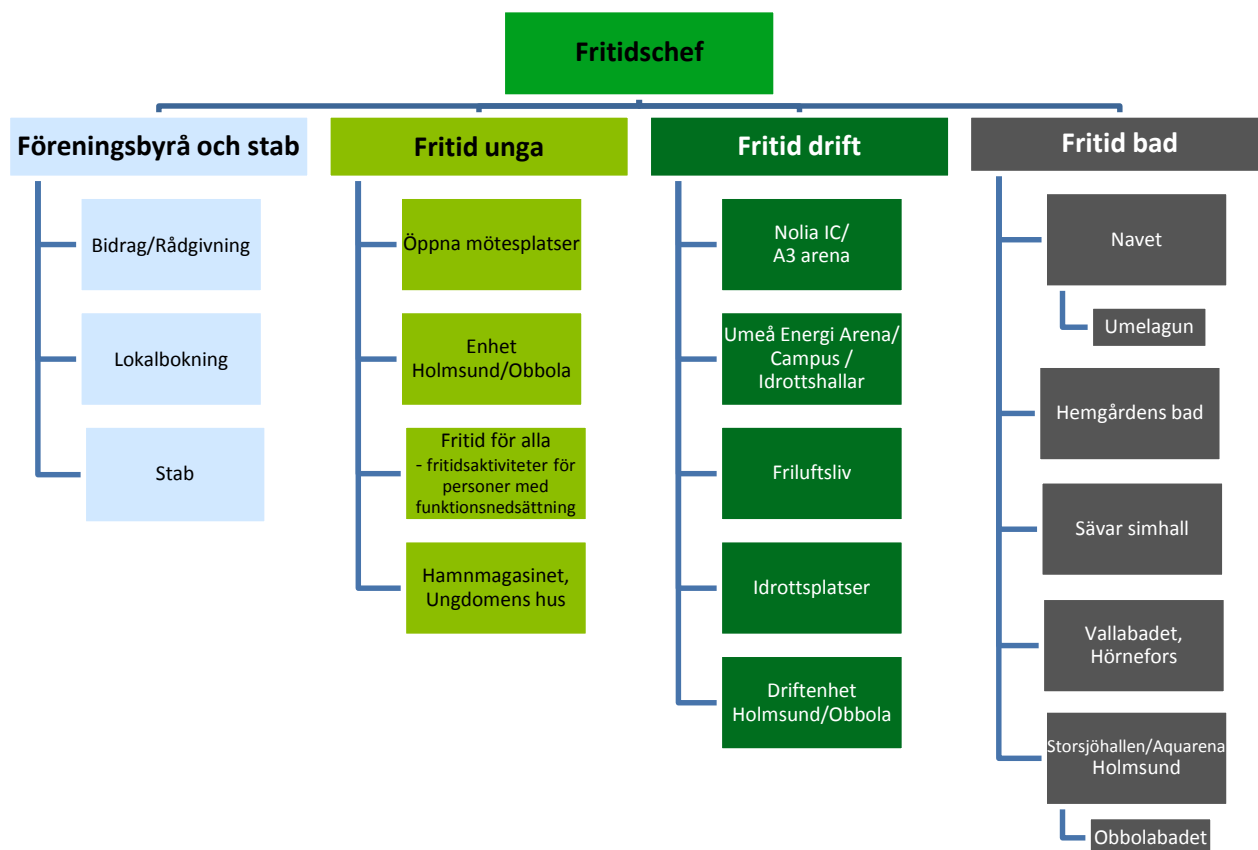 Fritidschef
Föreningsbyrå och stab
Bidrag/Rådgivning
Lokalbokning
Stab
Fritid unga
Öppna mötesplatser
Enhet
Holmsund/Obbola
Fritid för alla
- fritidsaktiviteter för
personer med
funktionsnedsättning
Hamnmagasinet,
Ungdomens hus
Fritid drift
Nolia IC/
A3 arena
Umeå Energi Arena/
Campus /
Idrottshallar
Friluftsliv
Idrottsplatser
Driftenhet
Holmsund/Obbola
Fritid bad
Navet
Umelagun
Hemgårdens bad
Sävar simhall
Vallabadet,
Hörnefors
Storsjöhallen/Aquarena
Holmsund
Obbolabadet